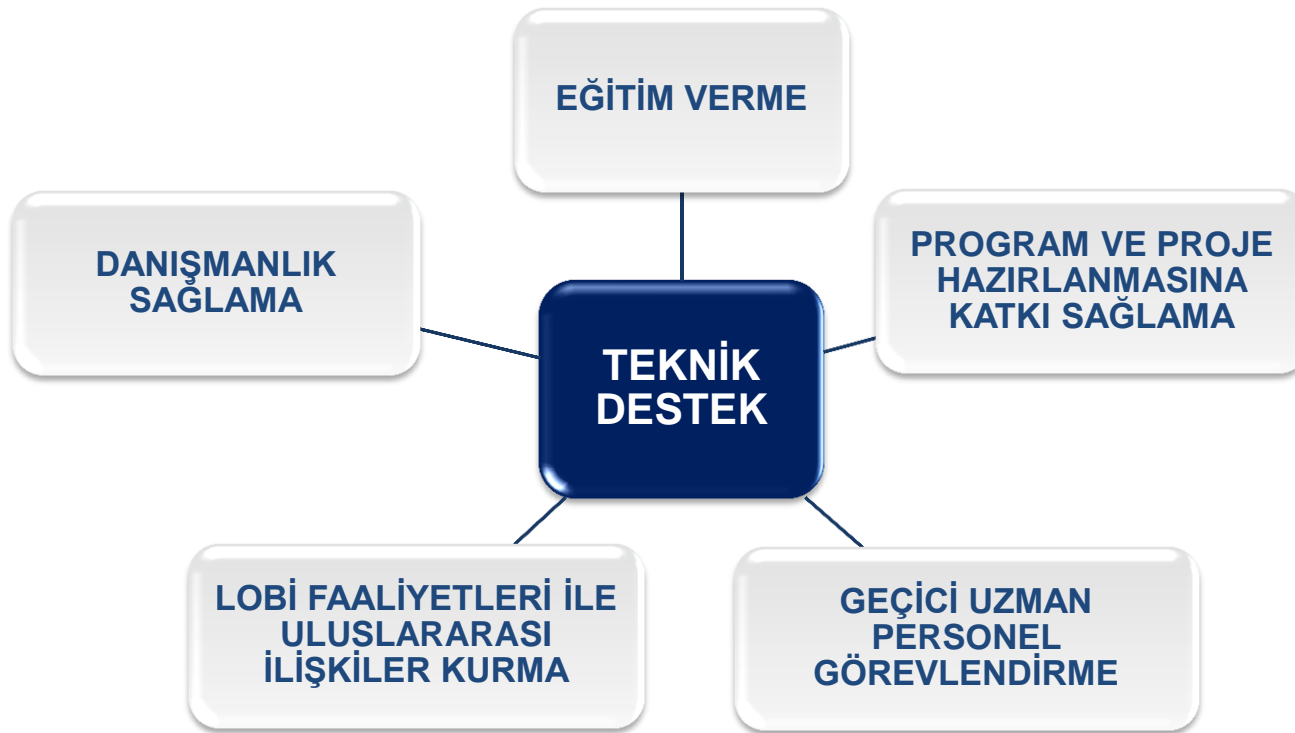 EĞİTİM VERME
DANIŞMANLIK
SAĞLAMA
PROGRAM VE PROJE
HAZIRLANMASINA
KATKI SAĞLAMA
TEKNİK
DESTEK
LOBİ FAALİYETLERİ İLE
ULUSLARARASI
İLİŞKİLER KURMA
GEÇİCİ UZMAN
PERSONEL
GÖREVLENDİRME